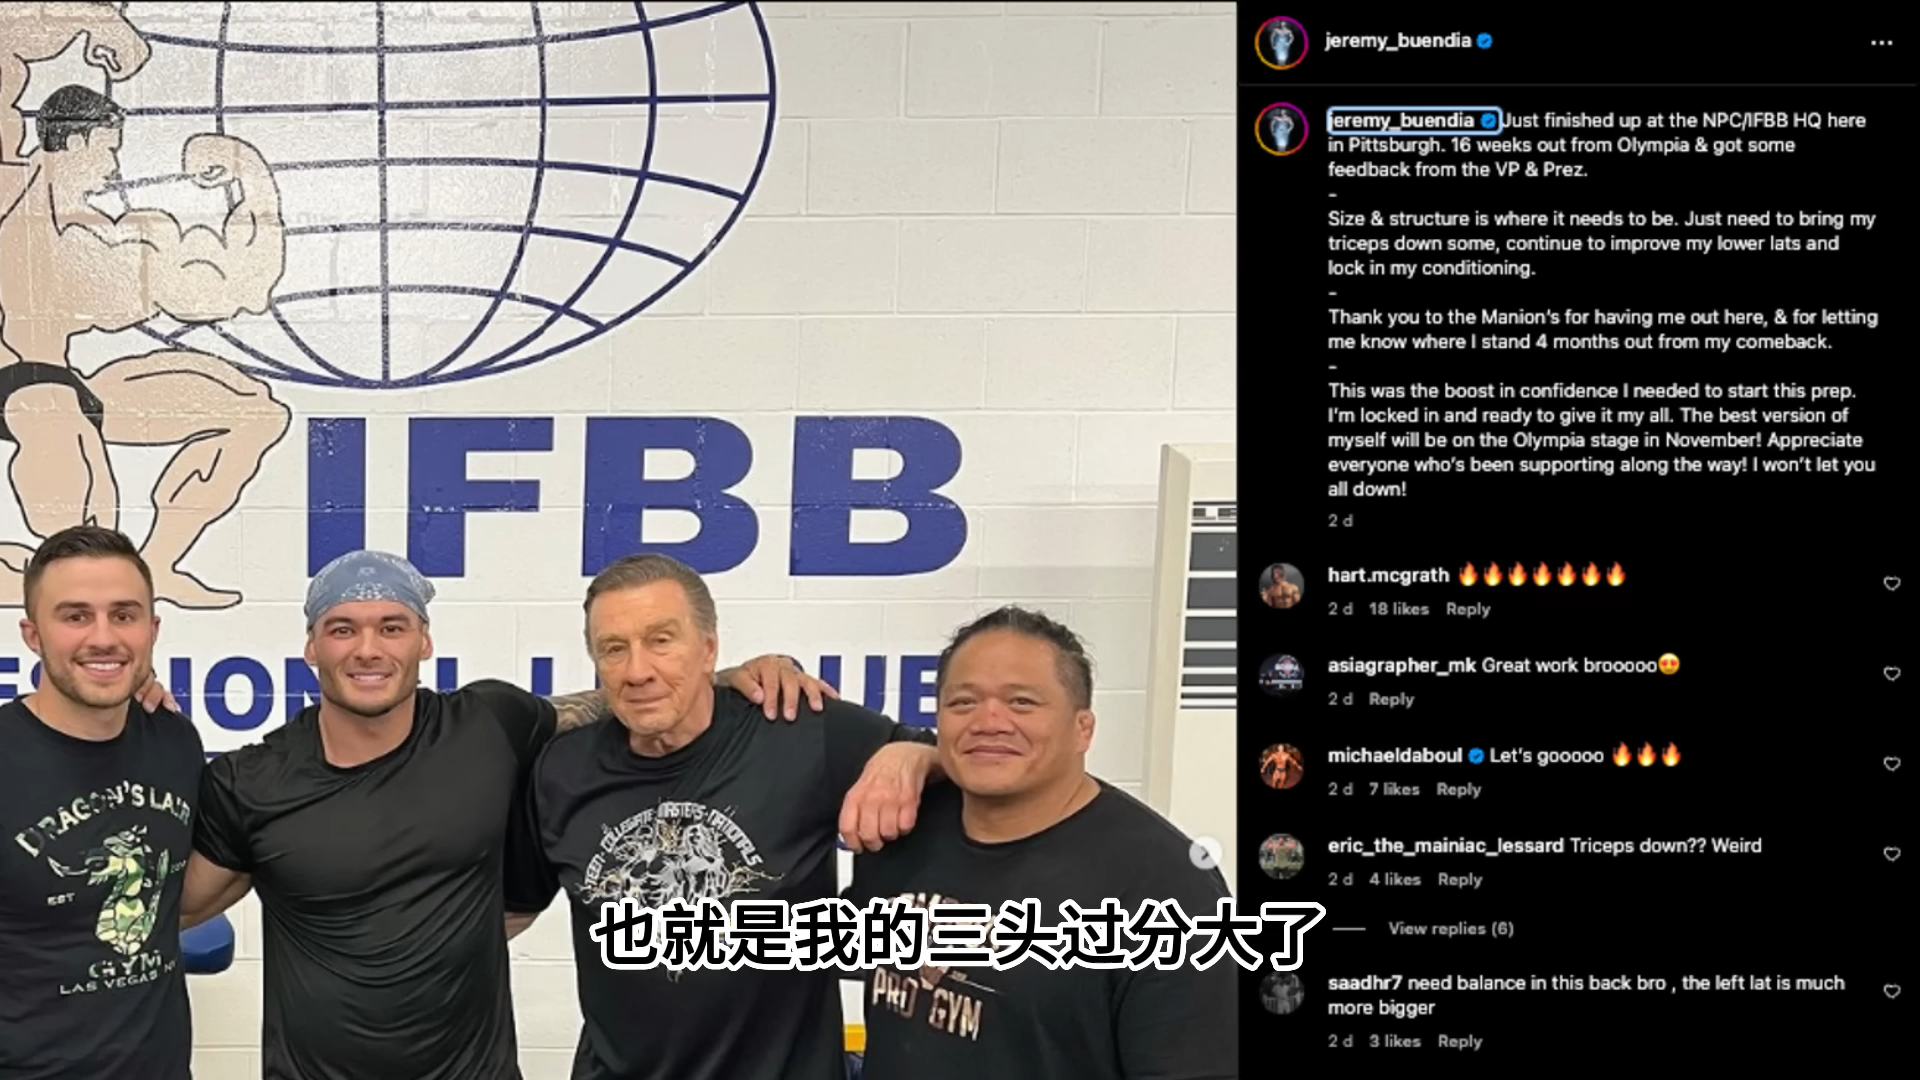 IFBB
DRAGON'S LAIR
EST
GYM
LAS VEGAS NV
TEEN COLLEGIATE MASTERS NATIONALS
PRO GYM
也就是我的三头过分大了
jeremy_buendia
jeremy_buendia Just finished up at the NPC/IFBB HQ here
in Pittsburgh. 16 weeks out from Olympia & got some
feedback from the VP & Prez.
-
Size & structure is where it needs to be. Just need to bring my
triceps down some, continue to improve my lower lats and
lock in my conditioning.
-
Thank you to the Manion's for having me out here, & for letting
me know where I stand 4 months out from my comeback.
-
This was the boost in confidence I needed to start this prep.
I'm locked in and ready to give it my all. The best version of
myself will be on the Olympia stage in November! Appreciate
everyone who's been supporting along the way! I won't let you
all down!
2 d
hart.mcgrath 🔥🔥🔥🔥🔥🔥🔥
2 d 18 likes Reply
asiagrapher_mk Great work brooooo😍
2 d Reply
michaeldaboul Let's gooooo 🔥🔥🔥
2 d 7 likes Reply
eric_the_mainiac_lessard Triceps down?? Weird
2 d 4 likes Reply
View replies (6)
saadhr7 need balance in this back bro , the left lat is much
more bigger
2 d 3 likes Reply